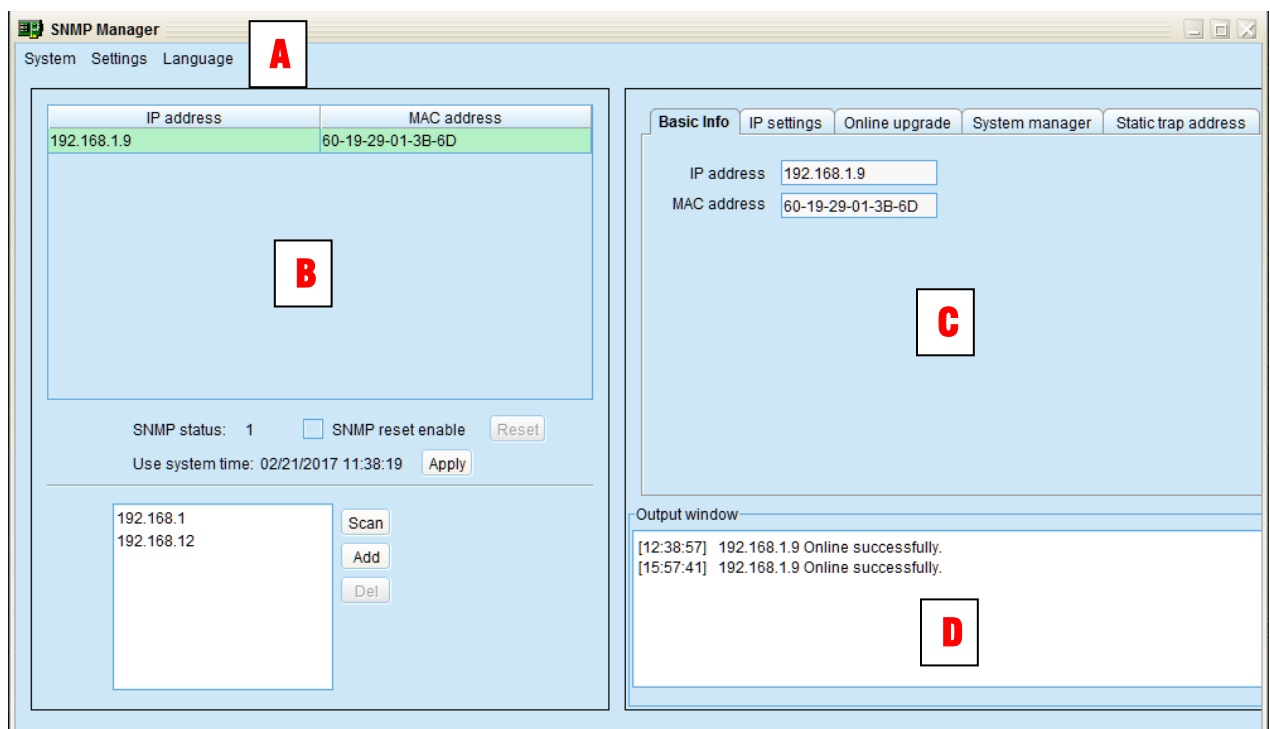 SNMP Manager
System Settings Language
A
IP address MAC address
192.168.1.9 60-19-29-01-3B-6D
B
SNMP status: 1 SNMP reset enable Reset
Use system time: 02/21/2017 11:38:19 Apply
192.168.1
192.168.12
Scan
Add
Del
Basic Info IP settings Online upgrade System manager Static trap address
IP address 192.168.1.9
MAC address 60-19-29-01-3B-6D
C
Output window
[12:38:57] 192.168.1.9 Online successfully.
[15:57:41] 192.168.1.9 Online successfully.
D